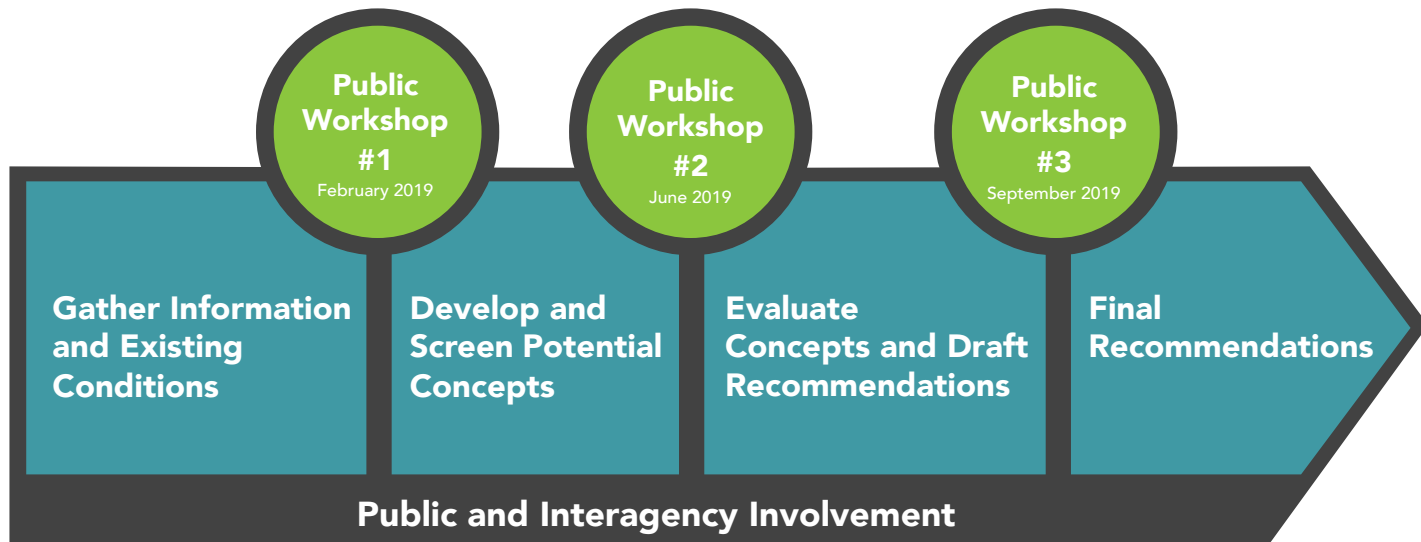 Public
Workshop
#1
February 2019
Public
Workshop
#2
June 2019
Public
Workshop
#3
September 2019
Gather Information
and Existing
Conditions
Develop and
Screen Potential
Concepts
Evaluate
Concepts and Draft
Recommendations
Final
Recommendations
Public and Interagency Involvement